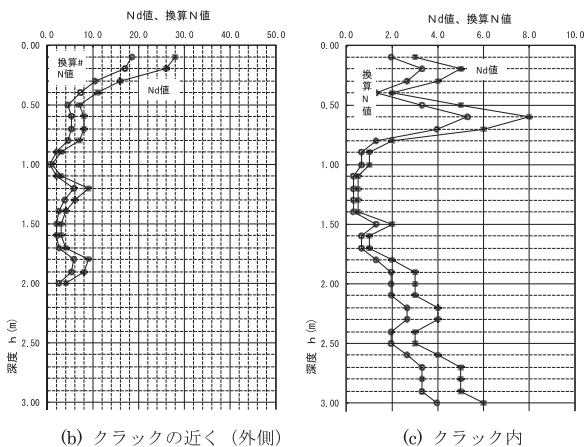 Nd値、換算N値
0.0 10.0 20.0 30.0 40.0 50.0
0.00
0.50
1.00
1.50
2.00
2.50
3.00
深度 h (m)
換算#
N値
Nd値
(b) クラックの近く (外側)
Nd値、換算N値
0.0 2.0 4.0 6.0 8.0 10.0
0.00
0.50
1.00
1.50
2.00
2.50
3.00
深度 h (m)
換算N値
Nd値
(c) クラック内